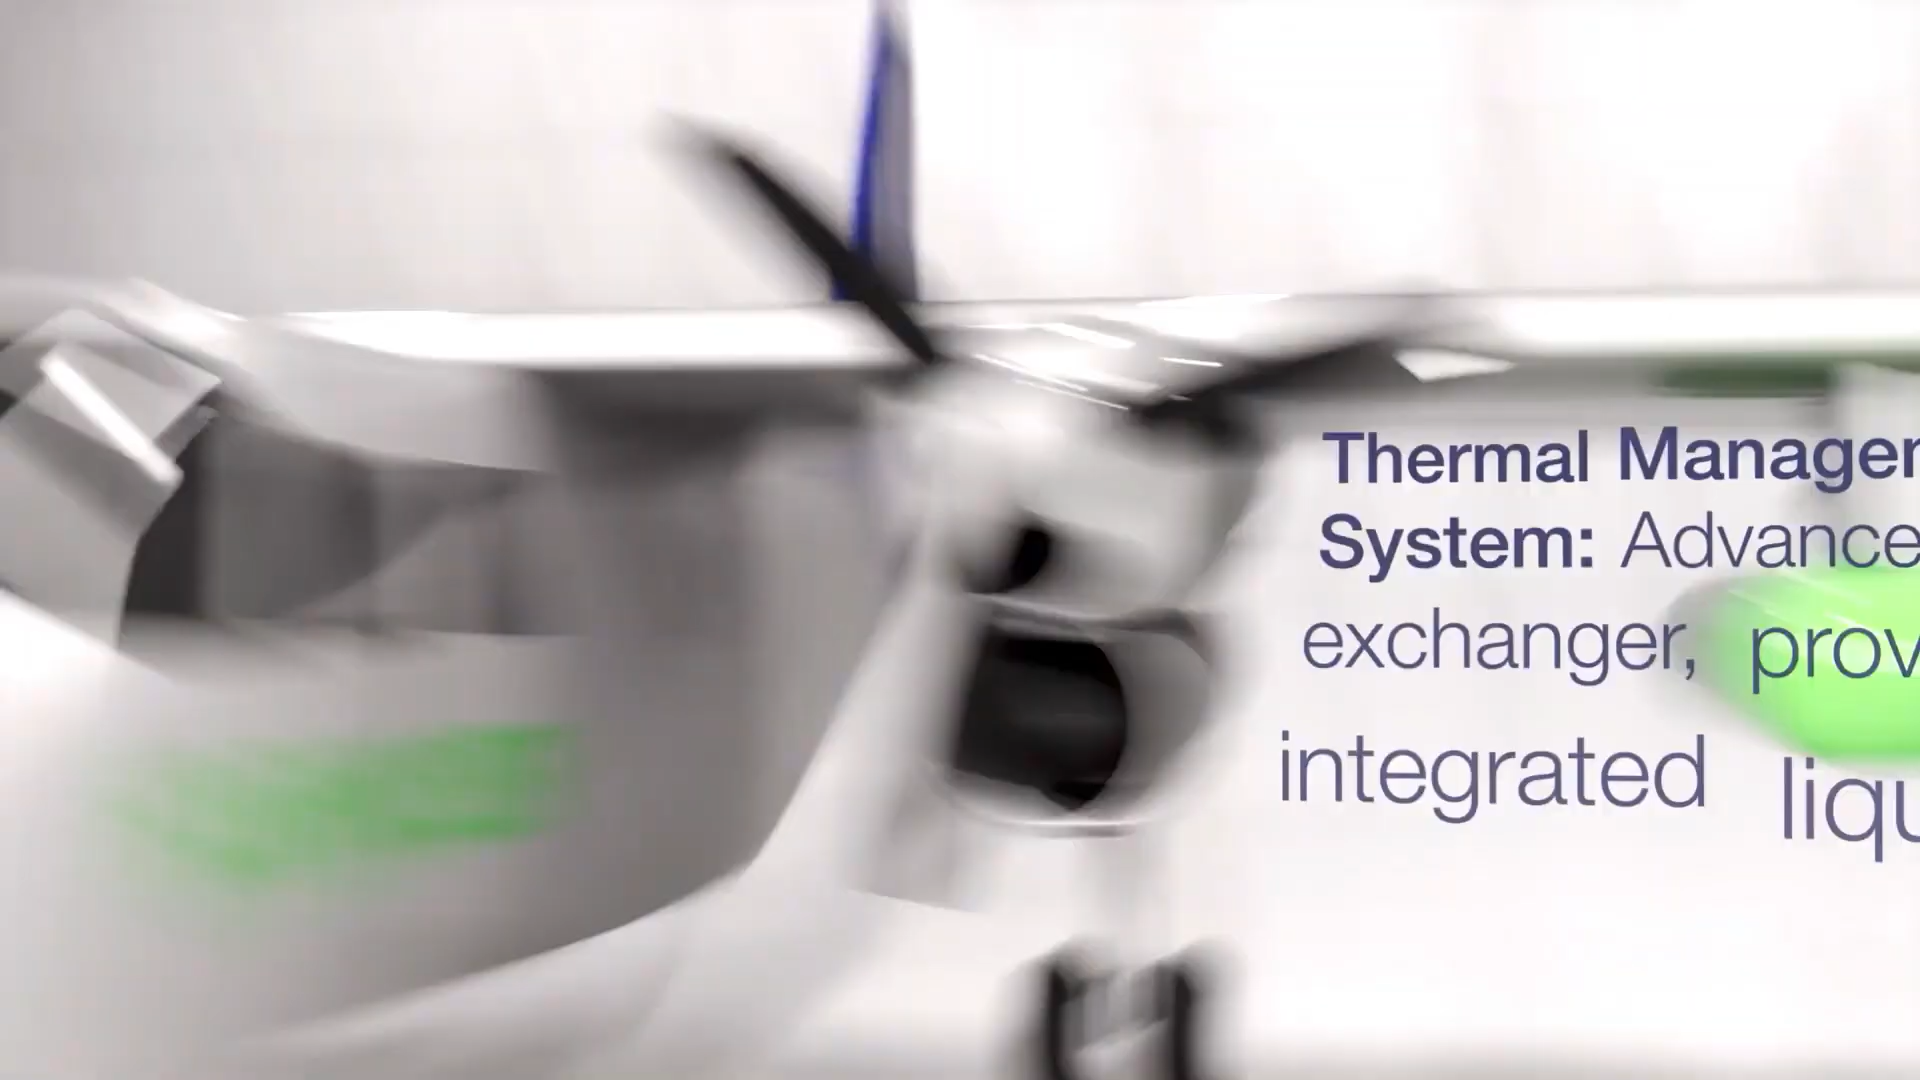 Thermal Manager
System: Advance
exchanger, prov
integrated liqu